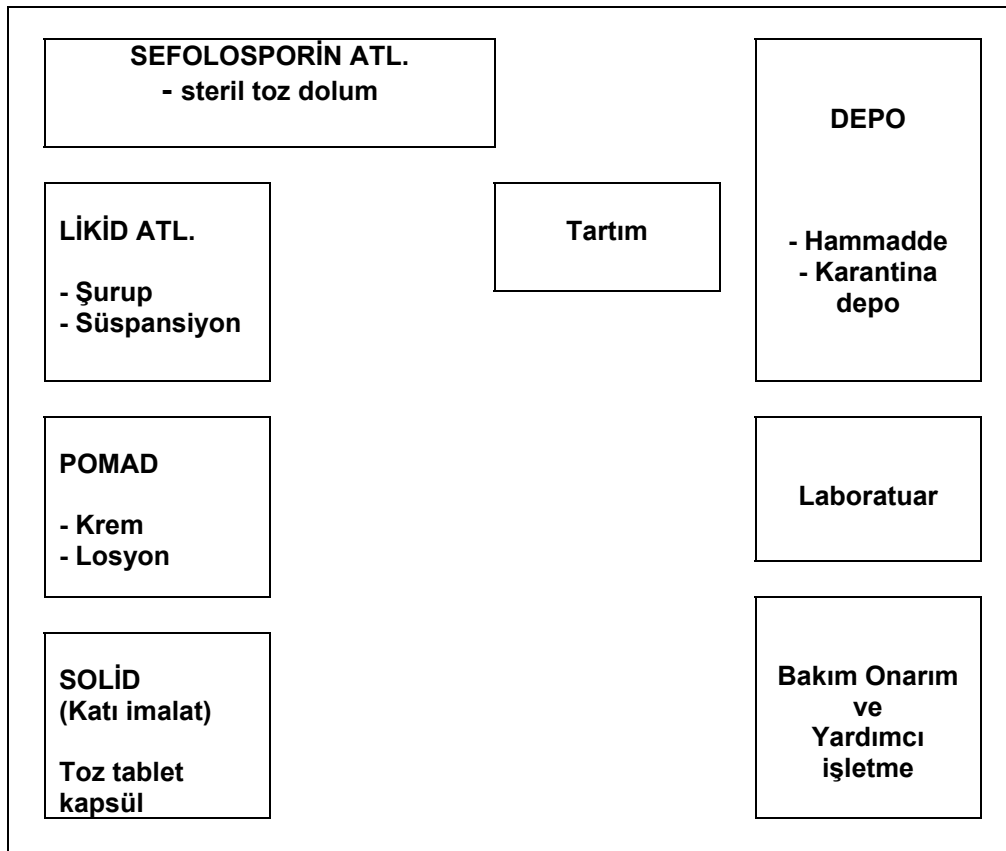 SEFOLOSPORİN ATL.
- steril toz dolum
DEPO
- Hammadde
- Karantina
depo
LİKİD ATL.
- Şurup
- Süspansiyon
Tartım
POMAD
- Krem
- Losyon
Laboratuar
SOLİD
(Katı imalat)
Toz tablet
kapsül
Bakım Onarım
ve
Yardımcı
işletme